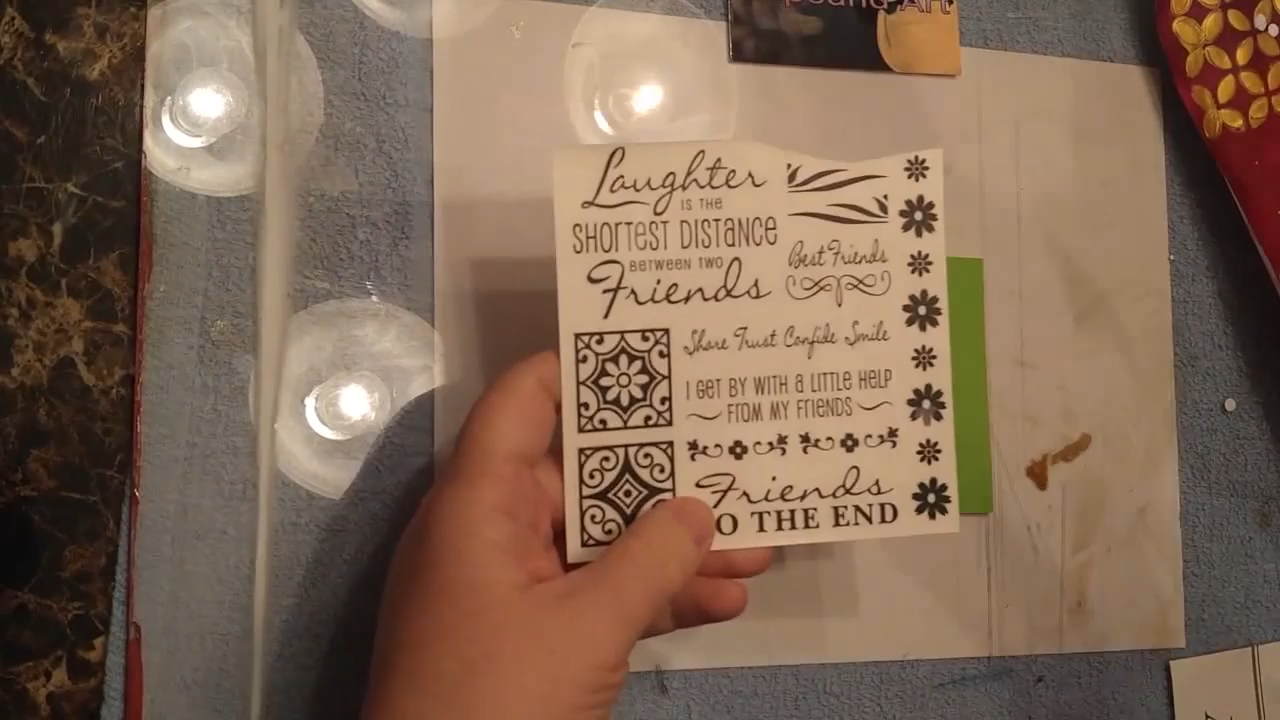 Laughter
IS THE
SHORTEST DISTANCE
BETWEEN TWO
Friends
Best Friends
Share Trust Confide Smile
I GET BY WITH A LITTLE HELP
FROM MY FRIENDS
Friends
O THE END
Art